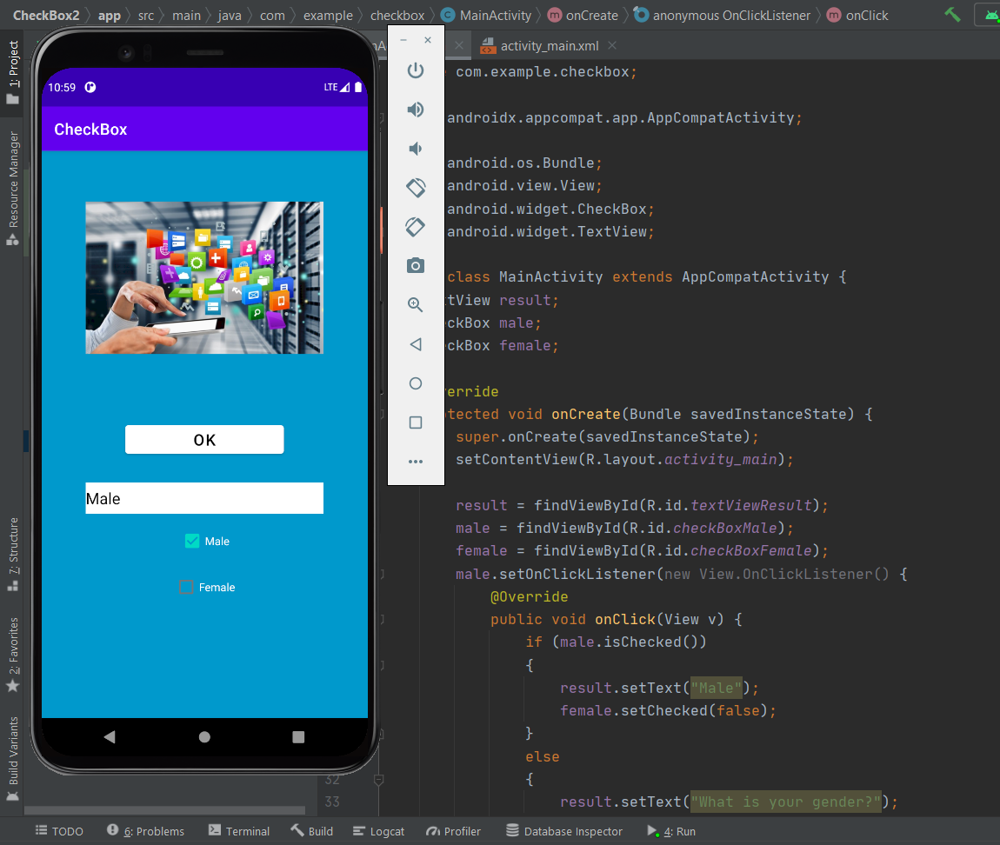 CheckBox2 app src main java com example checkbox MainActivity onCreate anonymous OnClickListener onClick
activity_main.xml
1: Project
Resource Manager
7: Structure
2: Favorites
Build Variants
10:59 LTE
CheckBox
OK
Male
Male
Female
com.example.checkbox;
androidx.appcompat.app.AppCompatActivity;
android.os.Bundle;
android.view.View;
android.widget.CheckBox;
android.widget.TextView;
class MainActivity extends AppCompatActivity {
tView result;
ckBox male;
ckBox female;
erride
tected void onCreate(Bundle savedInstanceState) {
super.onCreate(savedInstanceState);
setContentView(R.layout.activity_main);
result = findViewById(R.id.textViewResult);
male = findViewById(R.id.checkBoxMale);
female = findViewById(R.id.checkBoxFemale);
male.setOnClickListener(new View.OnClickListener() {
@Override
public void onClick(View v) {
if (male.isChecked())
{
result.setText("Male");
female.setChecked(false);
}
else
32 {
33 result.setText("What is your gender?");
TODO 6: Problems Terminal Build Logcat Profiler Database Inspector 4: Run